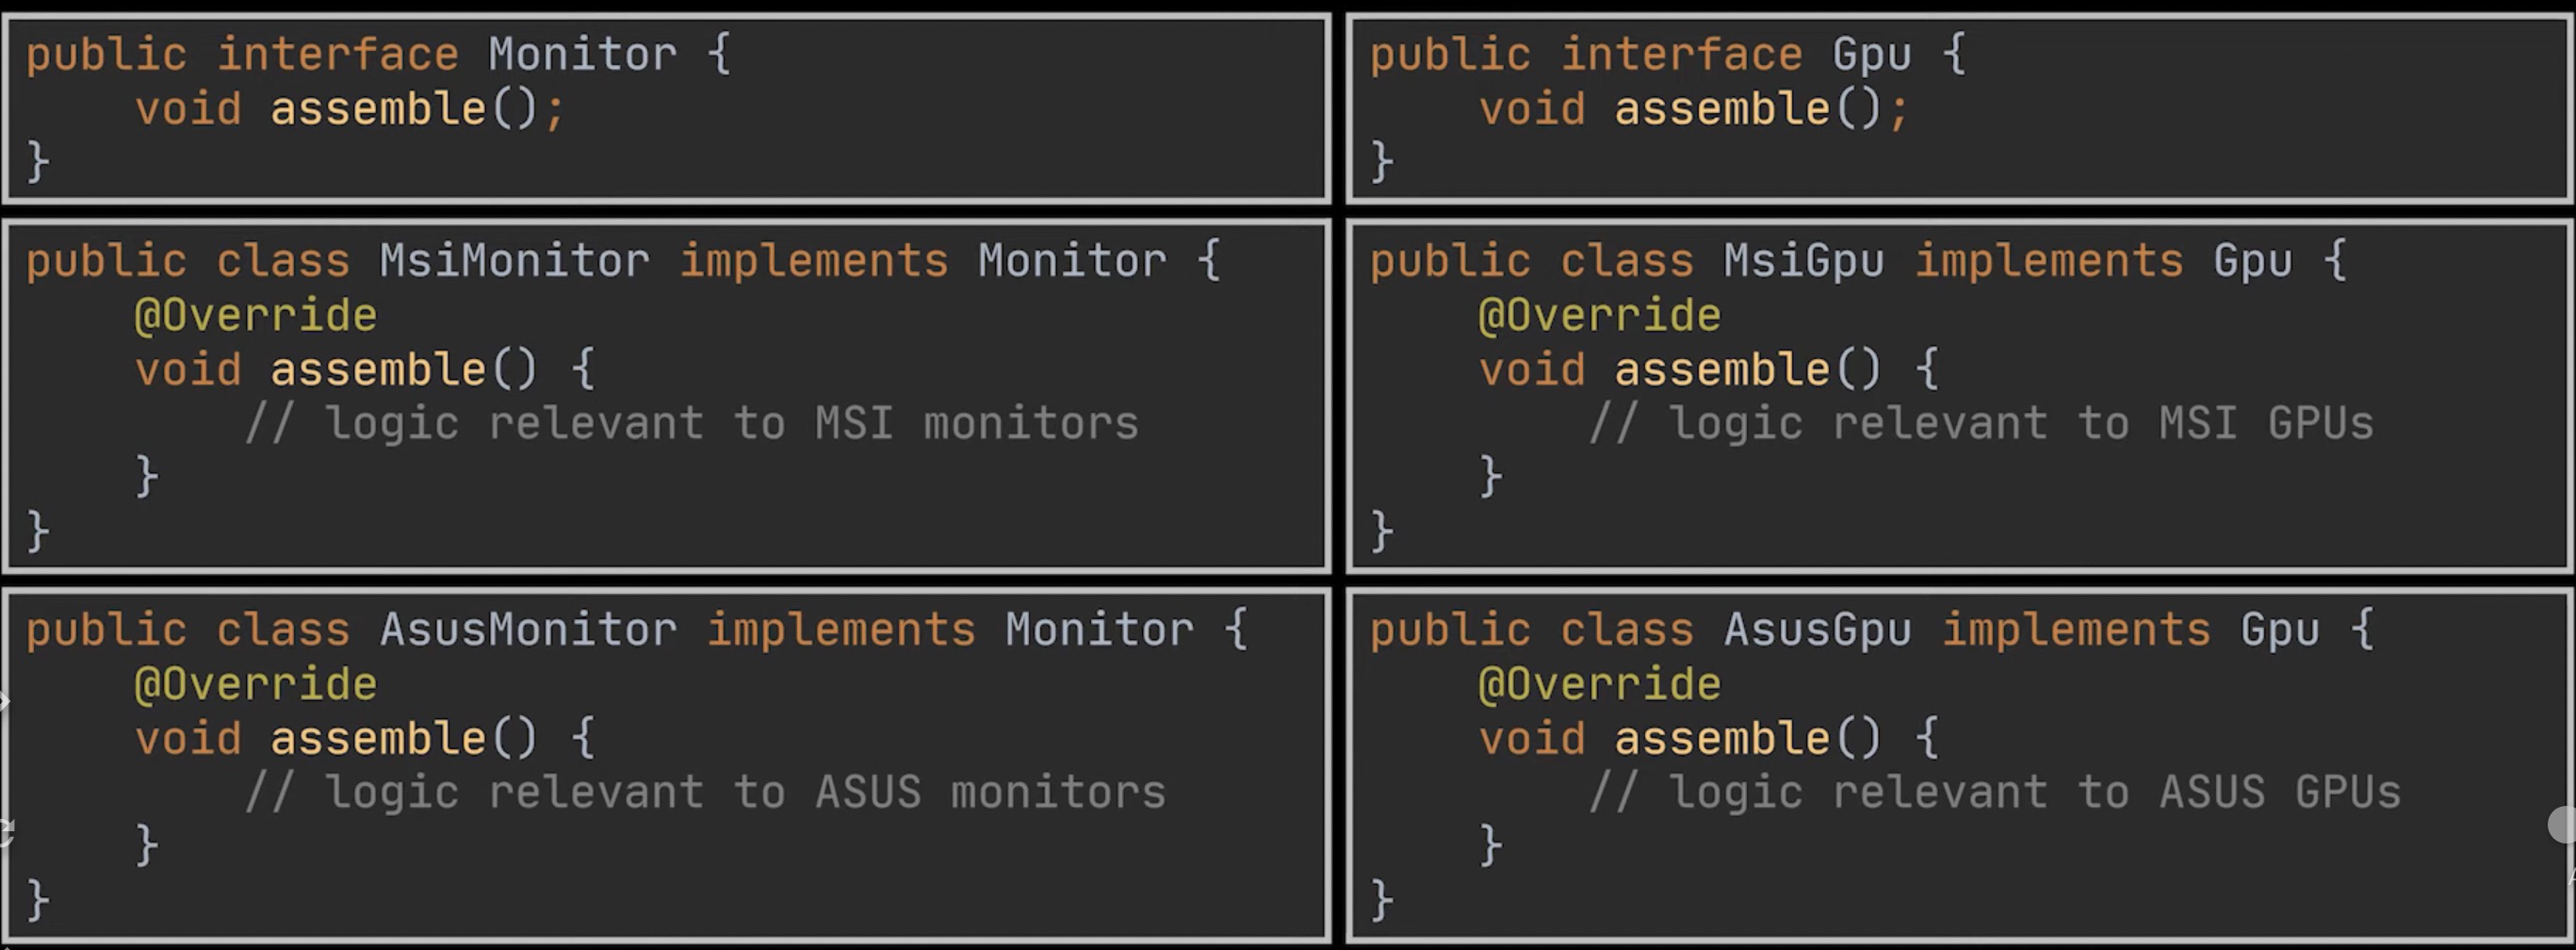 public interface Monitor {
    void assemble();
}
public interface Gpu {
    void assemble();
}
public class MsiMonitor implements Monitor {
    @Override
    void assemble() {
        // logic relevant to MSI monitors
    }
}
public class MsiGpu implements Gpu {
    @Override
    void assemble() {
        // logic relevant to MSI GPUs
    }
}
public class AsusMonitor implements Monitor {
    @Override
    void assemble() {
        // logic relevant to ASUS monitors
    }
}
public class AsusGpu implements Gpu {
    @Override
    void assemble() {
        // logic relevant to ASUS GPUs
    }
}